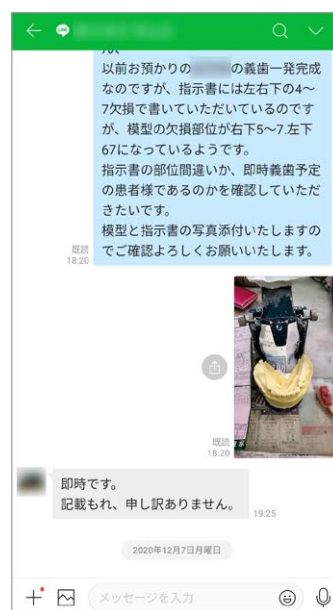 LINE
以前お預かりの の義歯一発完成
なのですが、指示書には左右下の4〜
7欠損で書いていただいているのです
が、模型の欠損部位が右下5〜7.左下
67になっているようです。
指示書の部位間違いか、即時義歯予定
の患者様であるのかを確認していただ
きたいです。
模型と指示書の写真添付いたしますの
でご確認よろしくお願いいたします。
既読
18:20
既読
18:20
即時です。
記載もれ、申し訳ありません。
19:25
2020年12月7日月曜日
メッセージを入力